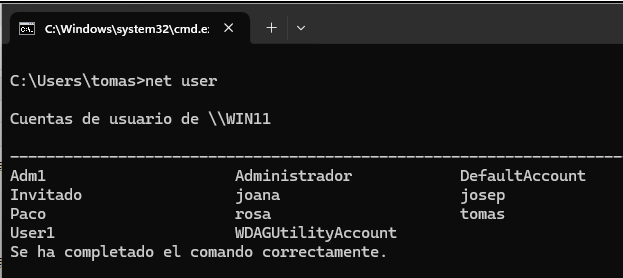 C:\Windows\system32\cmd.e
C:\Users\tomas>net user
Cuentas de usuario de \\WIN11
-------------------------------------------------------------------------------
Adm1 Administrador DefaultAccount
Invitado joana josep
Paco rosa tomas
User1 WDAGUtilityAccount
Se ha completado el comando correctamente.